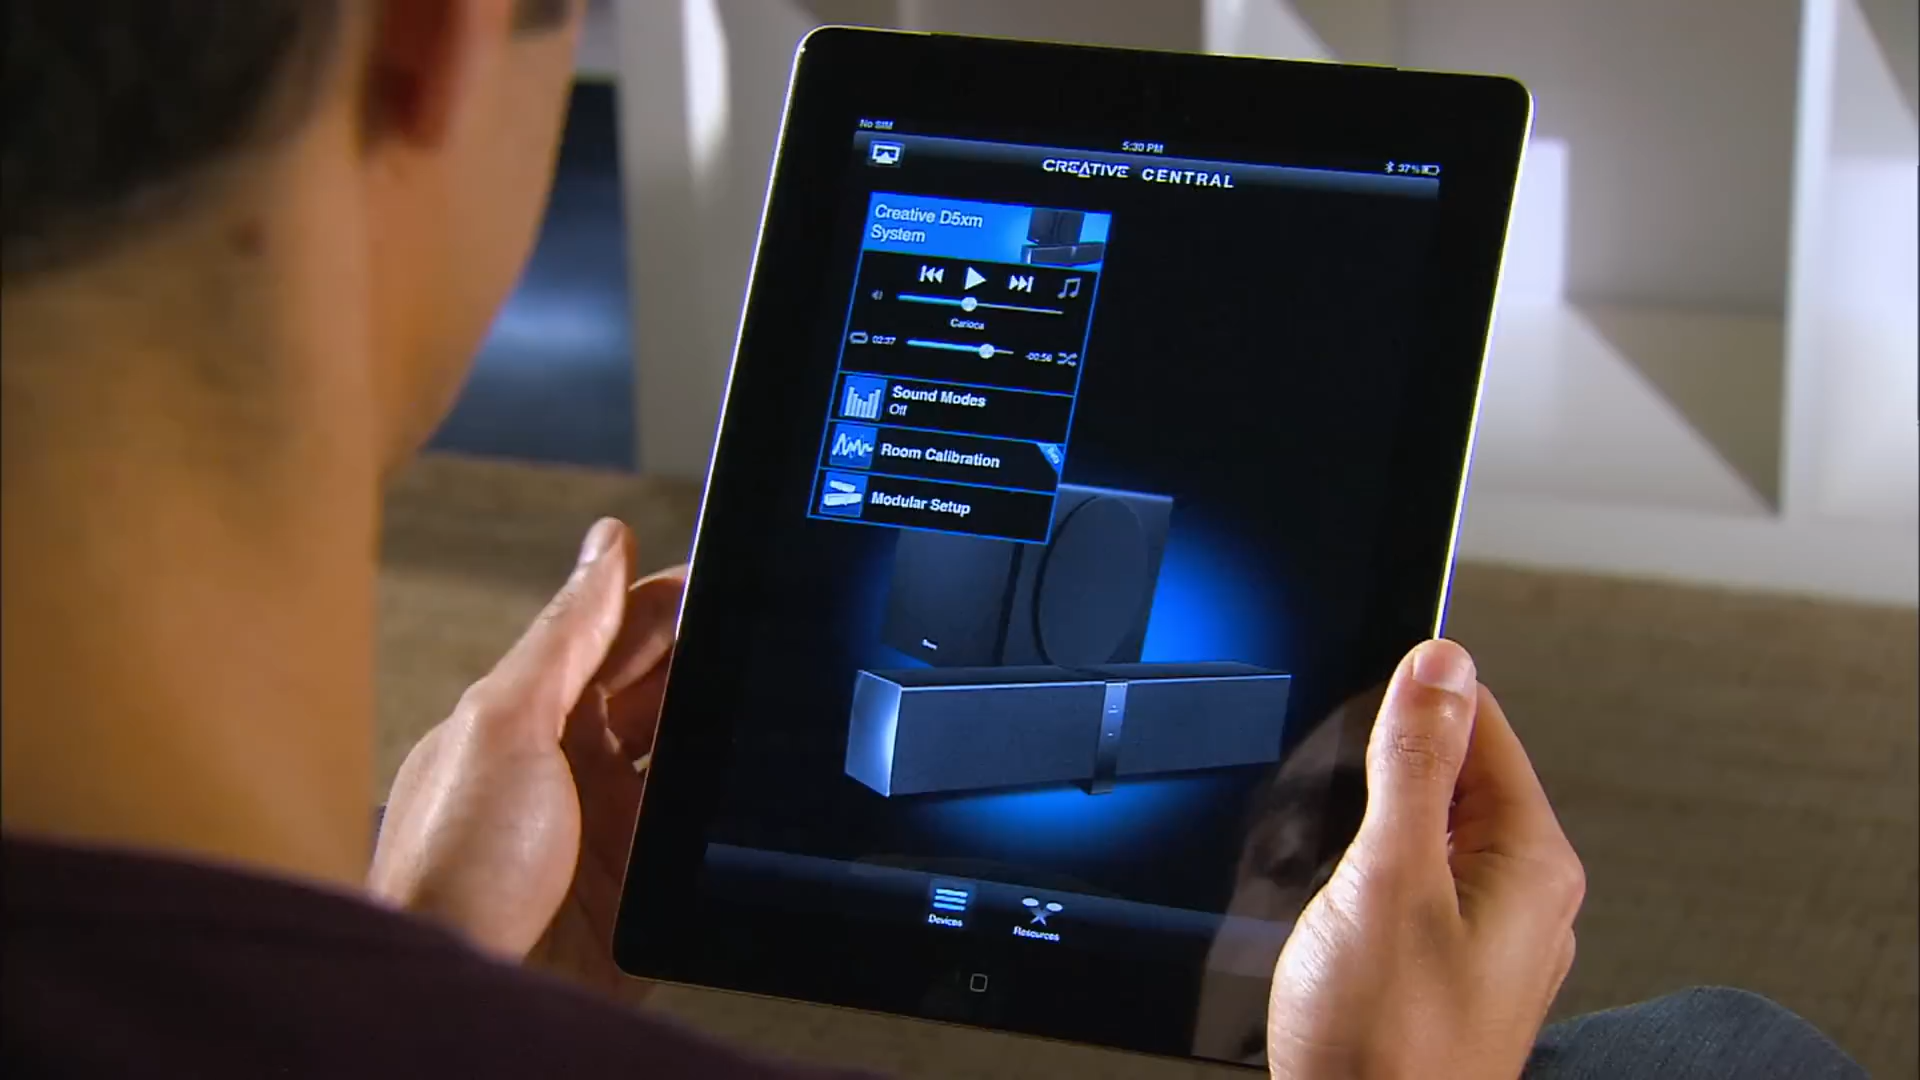 No SIM
5:30 PM
37%
CREATIVE CENTRAL
Creative D5xm
System
Carioca
02:37
-00:56
Sound Modes
Off
Room Calibration
Modular Setup
Devices
Resources